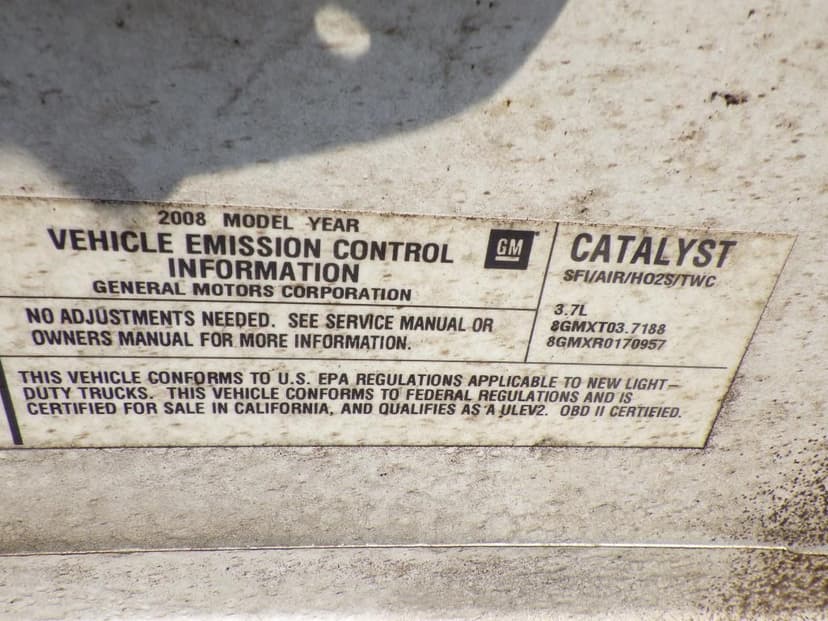 2008 MODEL YEAR
VEHICLE EMISSION CONTROL
INFORMATION
GENERAL MOTORS CORPORATION
GM
CATALYST
SFI/AIR/HO2S/TWC
3.7L
8GMXT03.7188
8GMXR0170957
NO ADJUSTMENTS NEEDED. SEE SERVICE MANUAL OR
OWNERS MANUAL FOR MORE INFORMATION.
THIS VEHICLE CONFORMS TO U.S. EPA REGULATIONS APPLICABLE TO NEW LIGHT-
DUTY TRUCKS. THIS VEHICLE CONFORMS TO FEDERAL REGULATIONS AND IS
CERTIFIED FOR SALE IN CALIFORNIA, AND QUALIFIES AS A ULEV2. OBD II CERTIFIED.